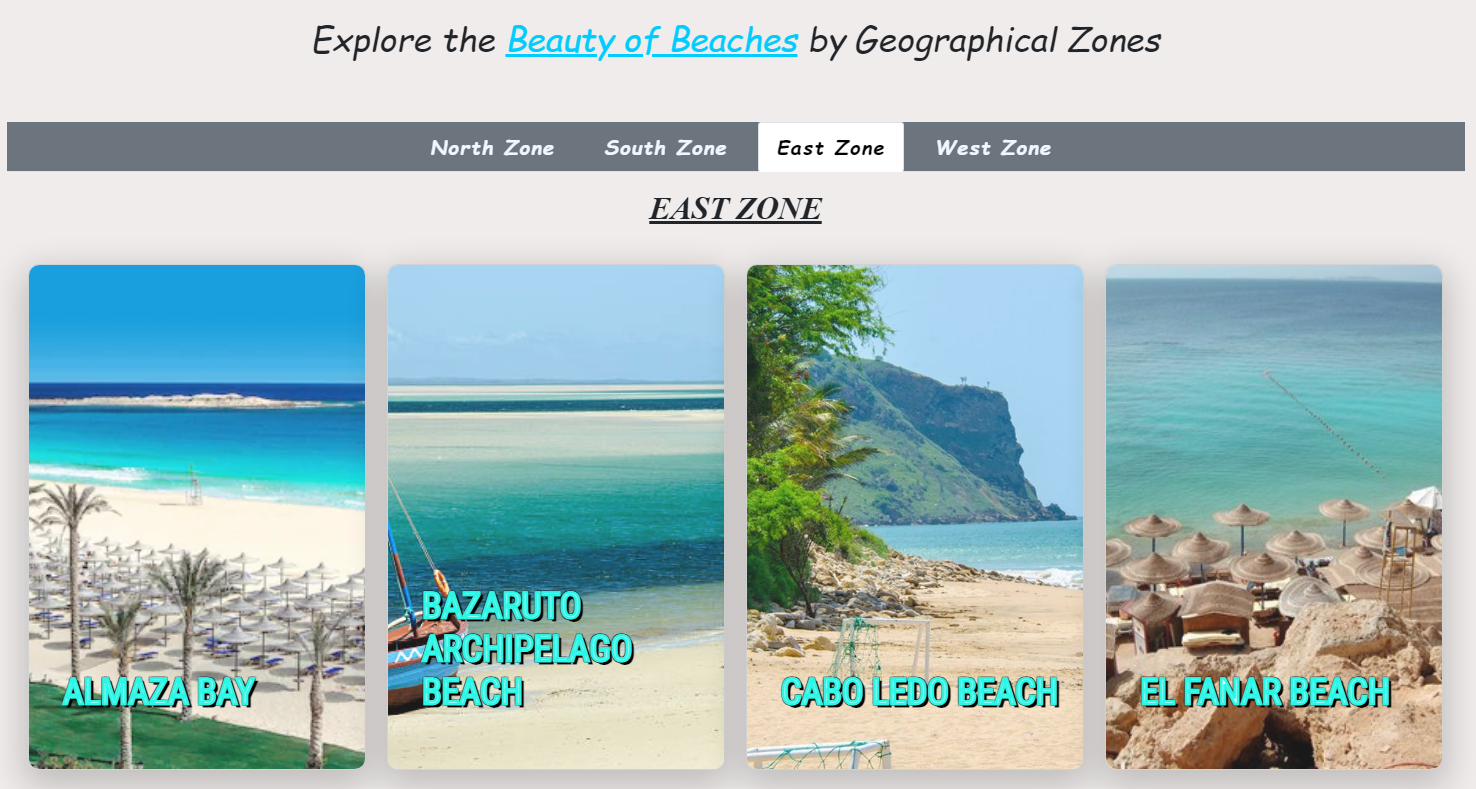 Explore the Beauty of Beaches by Geographical Zones
North Zone South Zone East Zone West Zone
EAST ZONE
ALMAZA BAY
BAZARUTO
ARCHIPELAGO
BEACH
CABO LEDO BEACH
EL FANAR BEACH